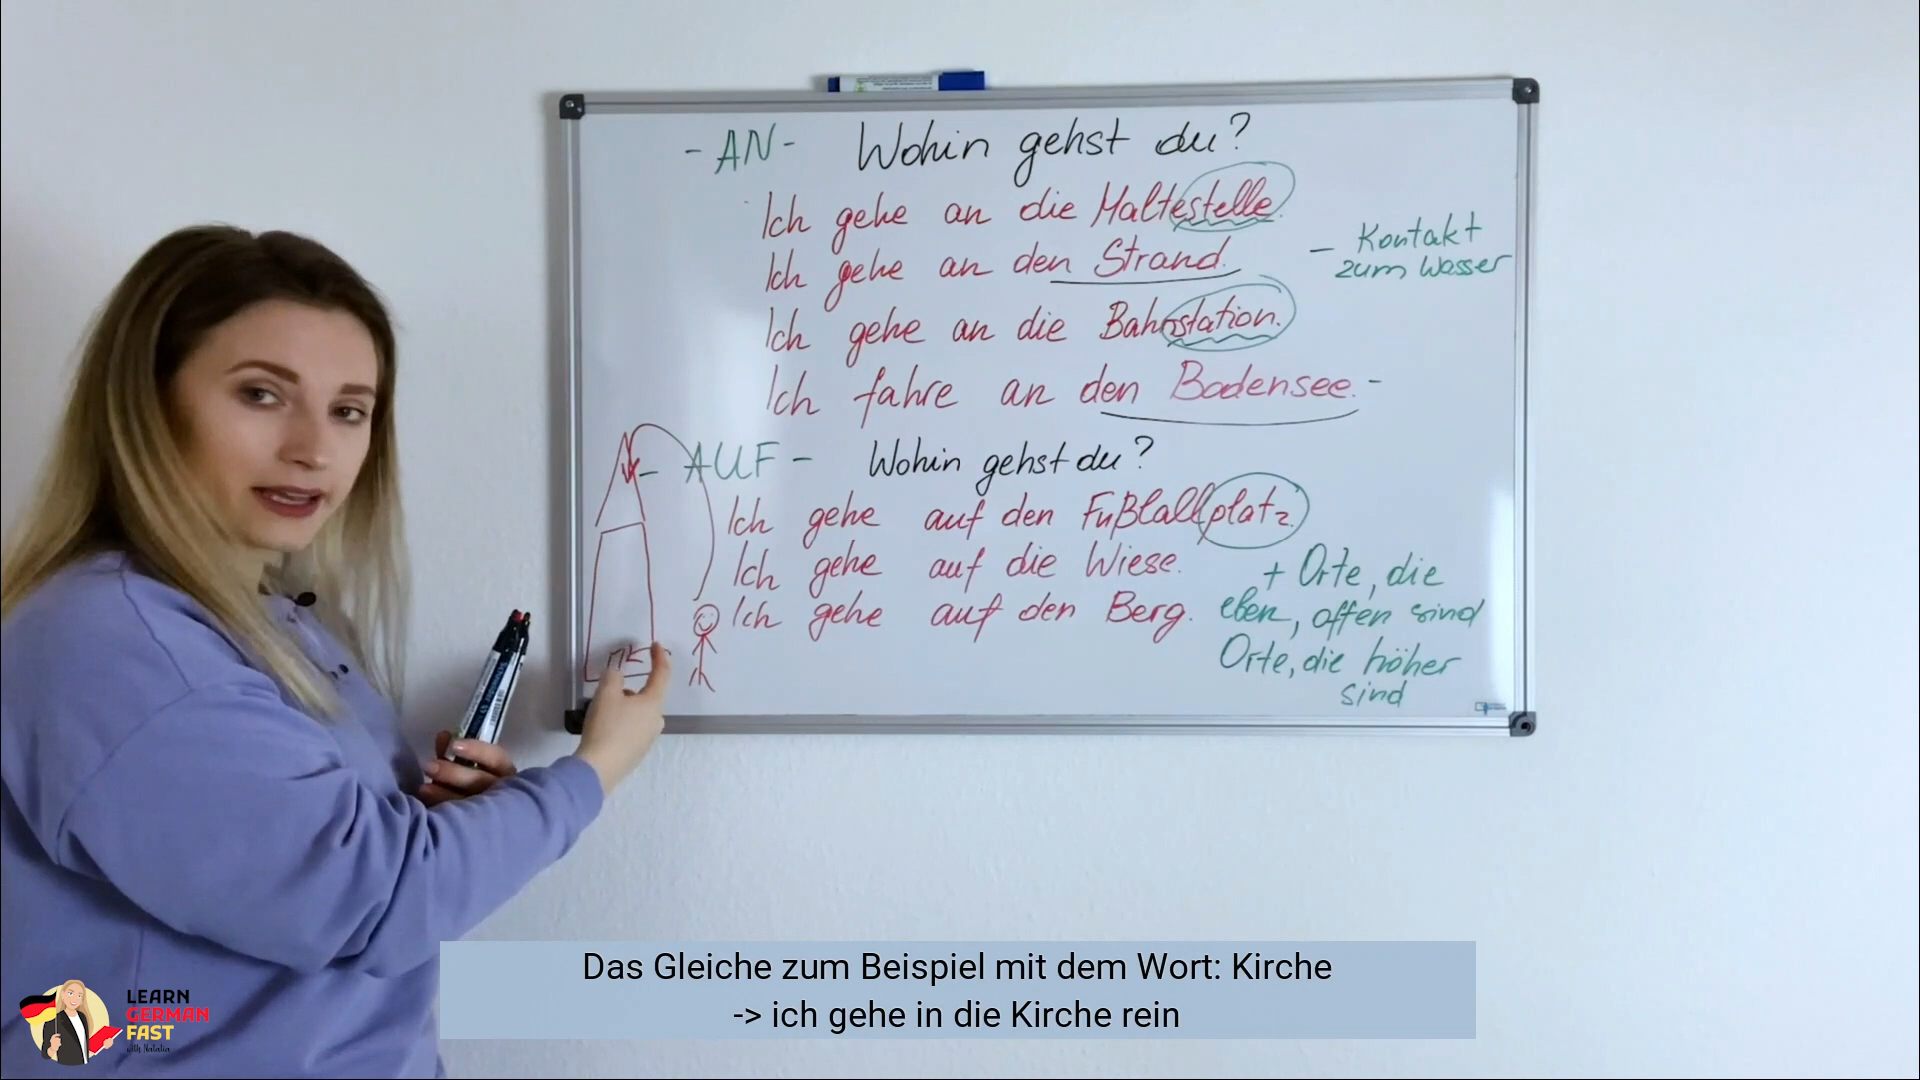 - AN - Wohin gehst du?
Ich gehe an die Haltestelle.
Ich gehe an den Strand.
- Kontakt
zum Wasser
Ich gehe an die Bahnstation.
Ich fahre an den Bodensee. -
- AUF - Wohin gehst du?
Ich gehe auf den Fußballplatz.
Ich gehe auf die Wiese.
Ich gehe auf den Berg.
+ Orte, die
eben, offen sind
Orte, die höher
sind
Das Gleiche zum Beispiel mit dem Wort: Kirche
-> ich gehe in die Kirche rein
LEARN
GERMAN
FAST
with Natalia